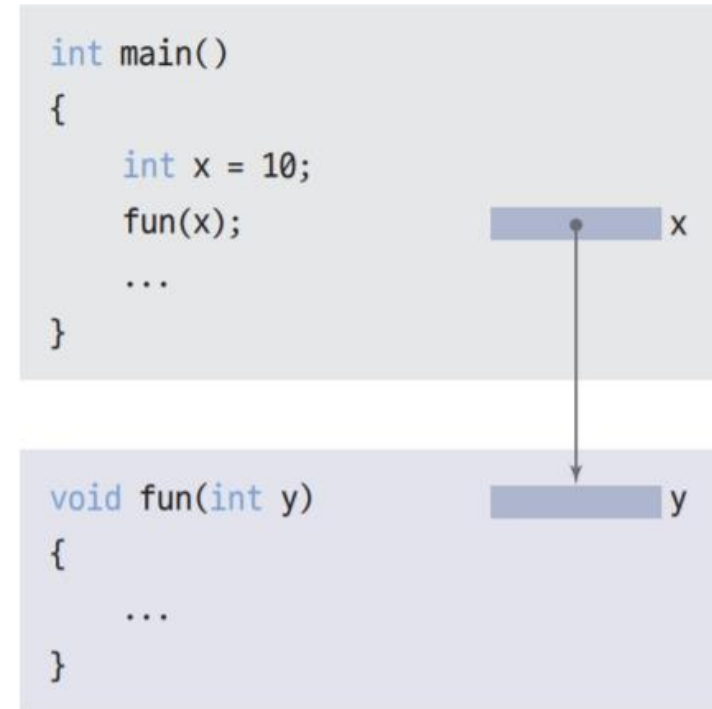 int main()
{
int x = 10;
fun(x);
x
...
}
void fun(int y)
y
{
...
}